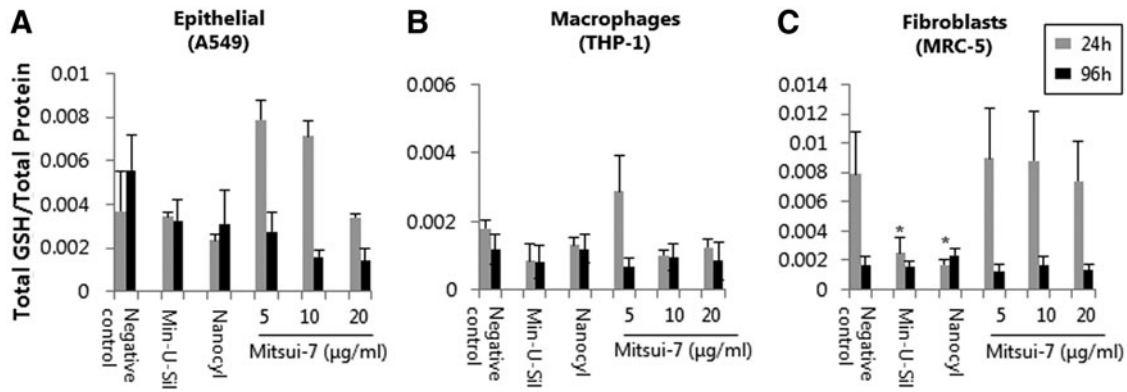 A
Epithelial
(A549)
Total GSH/Total Protein
0.01
0.008
0.006
0.004
0.002
0
Negative
control
Min-U-Sil
Nanocyl
5
10
20
Mitsui-7 (μg/ml)
B
Macrophages
(THP-1)
0.006
0.004
0.002
0
Negative
control
Min-U-Sil
Nanocyl
5
10
20
Mitsui-7 (μg/ml)
C
Fibroblasts
(MRC-5)
24h
96h
0.014
0.012
0.01
0.008
0.006
0.004
0.002
0
*
*
Negative
control
Min-U-Sil
Nanocyl
5
10
20
Mitsui-7 (μg/ml)